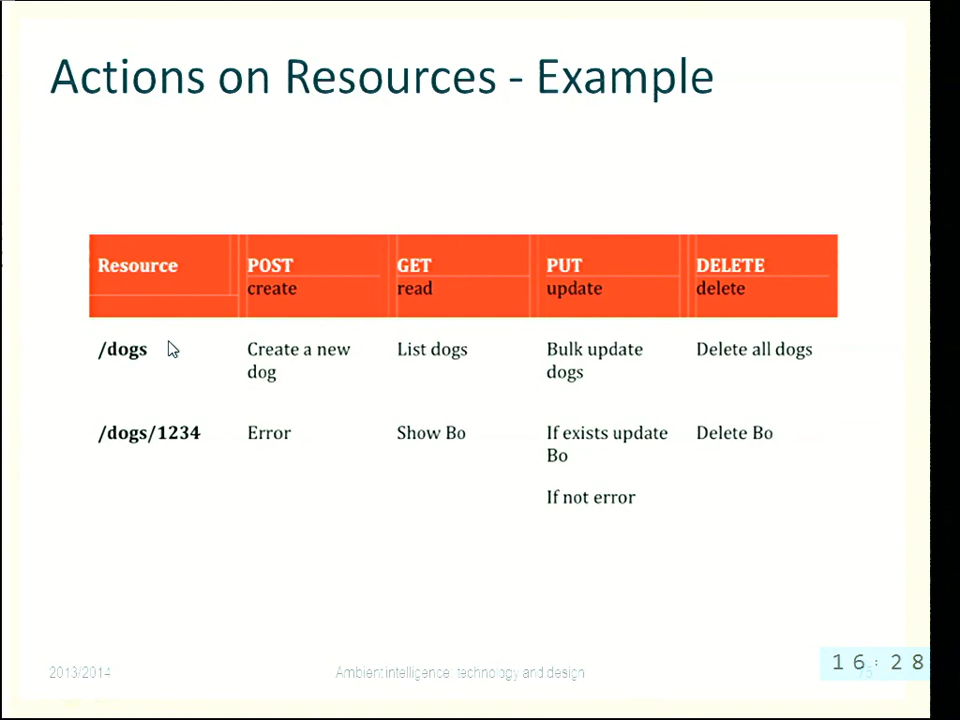 Actions on Resources - Example
Resource POST GET PUT DELETE
create read update delete
/dogs Create a new List dogs Bulk update Delete all dogs
dog dogs
/dogs/1234 Error Show Bo If exists update Delete Bo
Bo
If not error
2013/2014 Ambient intelligence: technology and design 75
16:28